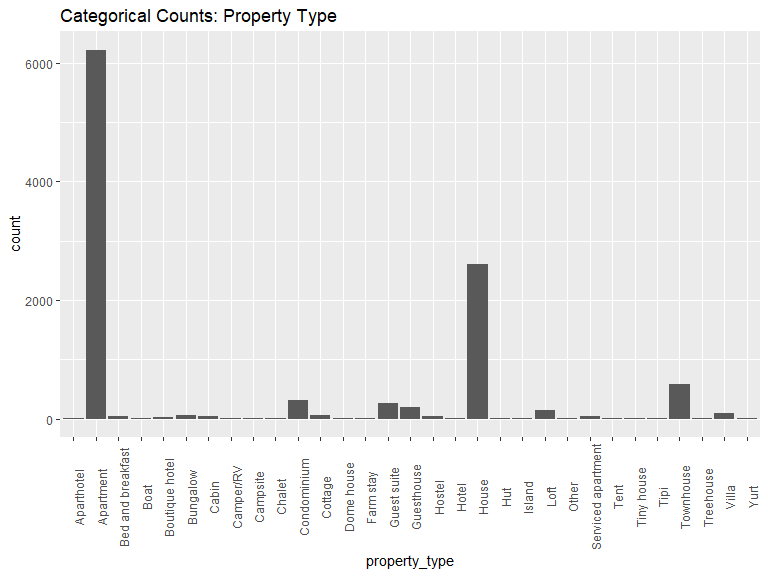 Categorical Counts: Property Type
6000
4000
2000
0
count
Aparthotel
Apartment
Bed and breakfast
Boat
Boutique hotel
Bungalow
Cabin
Camper/RV
Campsite
Chalet
Condominium
Cottage
Dome house
Farm stay
Guest suite
Guesthouse
Hostel
Hotel
House
Hut
Island
Loft
Other
Serviced apartment
Tent
Tiny house
Tipi
Townhouse
Treehouse
Villa
Yurt
property_type